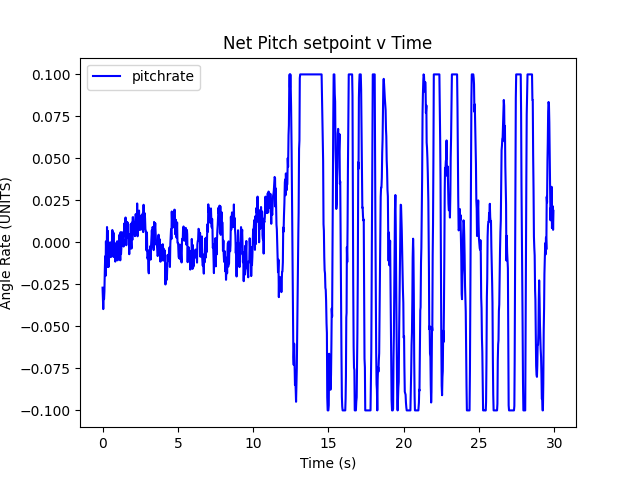 Net Pitch setpoint v Time
pitchrate
0.100
0.075
0.050
0.025
0.000
−0.025
−0.050
−0.075
−0.100
Angle Rate (UNITS)
0 5 10 15 20 25 30
Time (s)